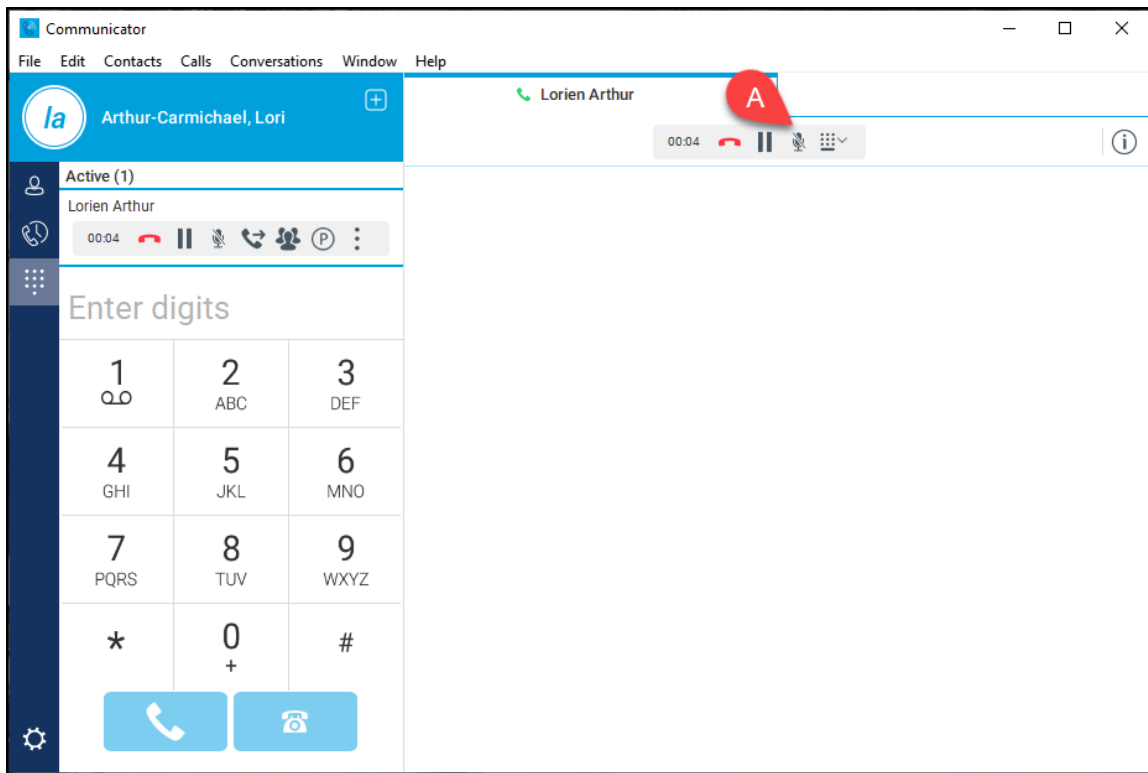 Communicator
File Edit Contacts Calls Conversations Window Help
la
Arthur-Carmichael, Lori
Lorien Arthur
A
00:04
Active (1)
Lorien Arthur
00:04 P
Enter digits
1 2 3
ABC DEF
4 5 6
GHI JKL MNO
7 8 9
PQRS TUV WXYZ
* 0 #
+